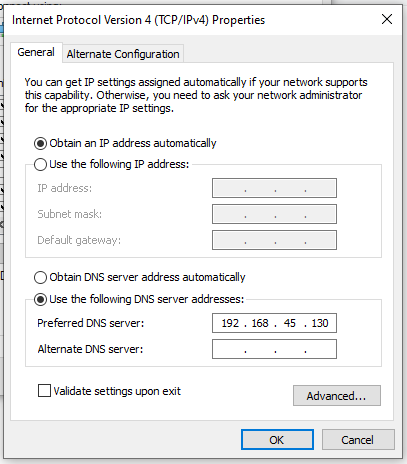 Internet Protocol Version 4 (TCP/IPv4) Properties
General
Alternate Configuration
You can get IP settings assigned automatically if your network supports
this capability. Otherwise, you need to ask your network administrator
for the appropriate IP settings.
Obtain an IP address automatically
Use the following IP address:
IP address: . . .
Subnet mask: . . .
Default gateway: . . .
Obtain DNS server address automatically
Use the following DNS server addresses:
Preferred DNS server: 192 . 168 . 45 . 130
Alternate DNS server: . . .
Validate settings upon exit
Advanced...
OK
Cancel